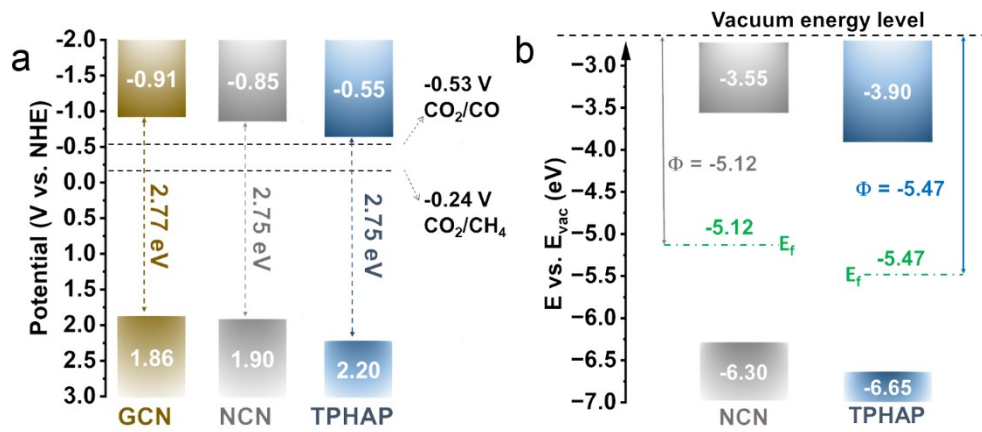 a
Potential (V vs. NHE)
-2.0
-1.5
-1.0
-0.5
0.0
0.5
1.0
1.5
2.0
2.5
3.0
-0.91
-0.85
-0.55
2.77 eV
2.75 eV
2.75 eV
1.86
1.90
2.20
GCN
NCN
TPHAP
-0.53 V
CO₂/CO
-0.24 V
CO₂/CH₄
b
Vacuum energy level
E vs. E_vac (eV)
−3.0
−3.5
−4.0
−4.5
−5.0
−5.5
−6.0
−6.5
−7.0
-3.55
-3.90
Φ = -5.12
Φ = -5.47
-5.12
E_f
-5.47
E_f
-6.30
-6.65
NCN
TPHAP